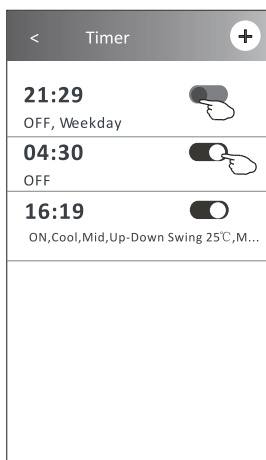 < Timer +
21:29
OFF, Weekday
04:30
OFF
16:19
ON,Cool,Mid,Up-Down Swing 25℃,M...